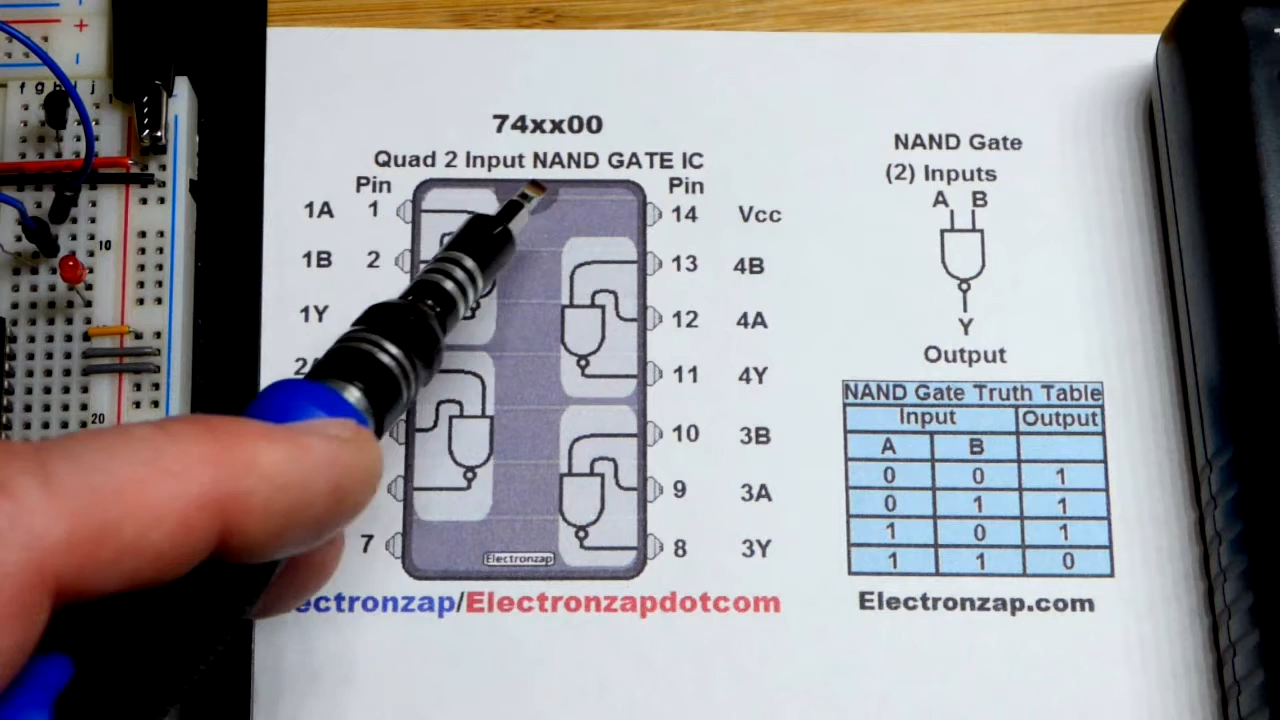 74xx00
Quad 2 Input NAND GATE IC
Pin
Pin
1A 1
14 Vcc
1B 2
13 4B
1Y
12 4A
11 4Y
10 3B
9 3A
7
8 3Y
Electronzap
ectronzap/Electronzapdotcom
NAND Gate
(2) Inputs
A B
Y
Output
NAND Gate Truth Table
Input Output
A B
0 0 1
0 1 1
1 0 1
1 1 0
Electronzap.com
f g h i j
10
20